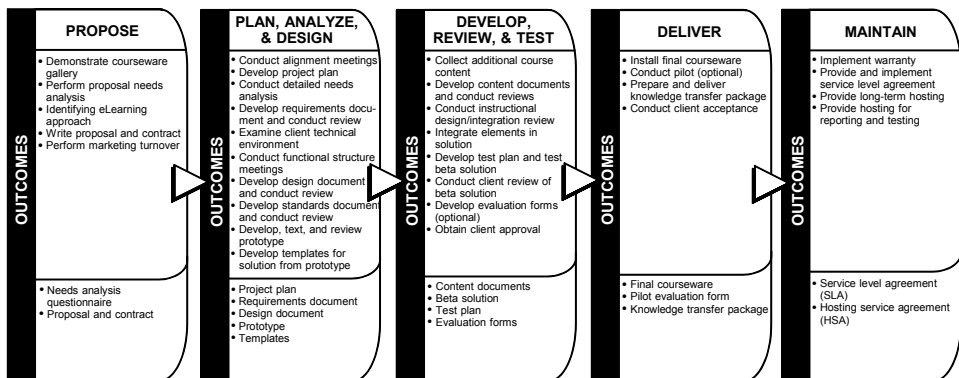 PROPOSE
OUTCOMES
• Demonstrate courseware
gallery
• Perform proposal needs
analysis
• Identifying eLearning
approach
• Write proposal and contract
• Perform marketing turnover
OUTCOMES
• Needs analysis
questionnaire
• Proposal and contract
PLAN, ANALYZE,
& DESIGN
OUTCOMES
• Conduct alignment meetings
• Develop project plan
• Conduct detailed needs
analysis
• Develop requirements docu-
ment and conduct review
• Examine client technical
environment
• Conduct functional structure
meetings
• Develop design document
and conduct review
• Develop standards document
and conduct review
• Develop, text, and review
prototype
• Develop templates for
solution from prototype
OUTCOMES
• Project plan
• Requirements document
• Design document
• Prototype
• Templates
DEVELOP,
REVIEW, & TEST
OUTCOMES
• Collect additional course
content
• Develop content documents
and conduct reviews
• Conduct instructional
design/integration review
• Integrate elements in
solution
• Develop test plan and test
beta solution
• Conduct client review of
beta solution
• Develop evaluation forms
(optional)
• Obtain client approval
OUTCOMES
• Content documents
• Beta solution
• Test plan
• Evaluation forms
DELIVER
OUTCOMES
• Install final courseware
• Conduct pilot (optional)
• Prepare and deliver
knowledge transfer package
• Conduct client acceptance
OUTCOMES
• Final courseware
• Pilot evaluation form
• Knowledge transfer package
MAINTAIN
OUTCOMES
• Implement warranty
• Provide and implement
service level agreement
• Provide long-term hosting
• Provide hosting for
reporting and testing
OUTCOMES
• Service level agreement
(SLA)
• Hosting service agreement
(HSA)